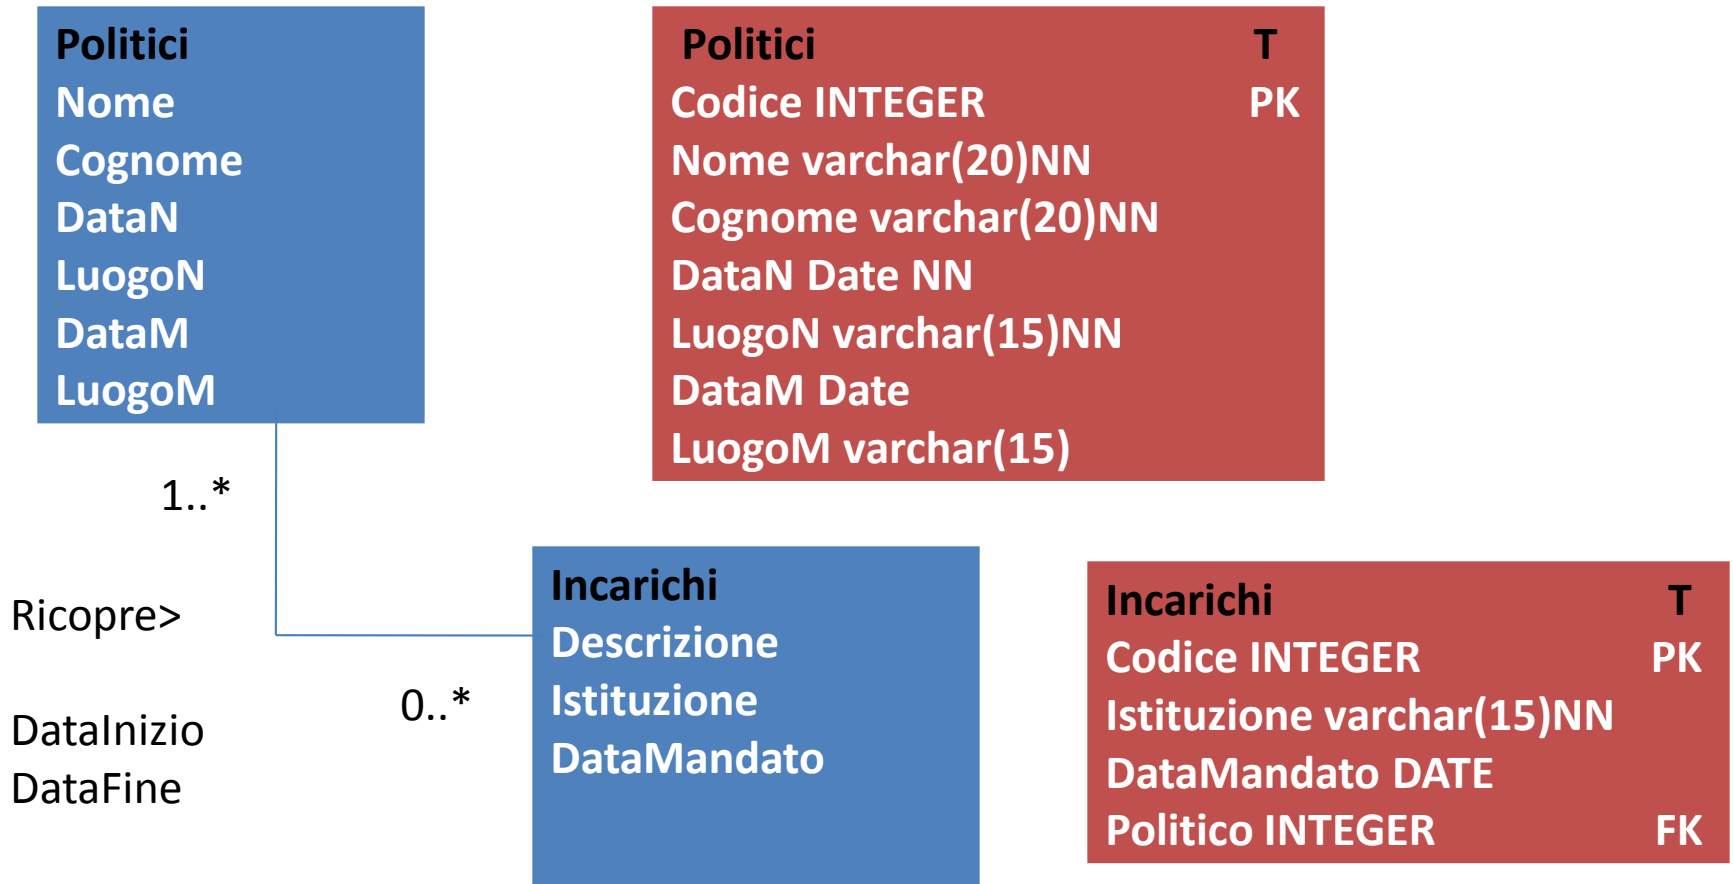 Politici
Nome
Cognome
DataN
LuogoN
DataM
LuogoM
Politici T
Codice INTEGER PK
Nome varchar(20)NN
Cognome varchar(20)NN
DataN Date NN
LuogoN varchar(15)NN
DataM Date
LuogoM varchar(15)
1..*
Ricopre>
DataInizio
DataFine
0..*
Incarichi
Descrizione
Istituzione
DataMandato
Incarichi T
Codice INTEGER PK
Istituzione varchar(15)NN
DataMandato DATE
Politico INTEGER FK